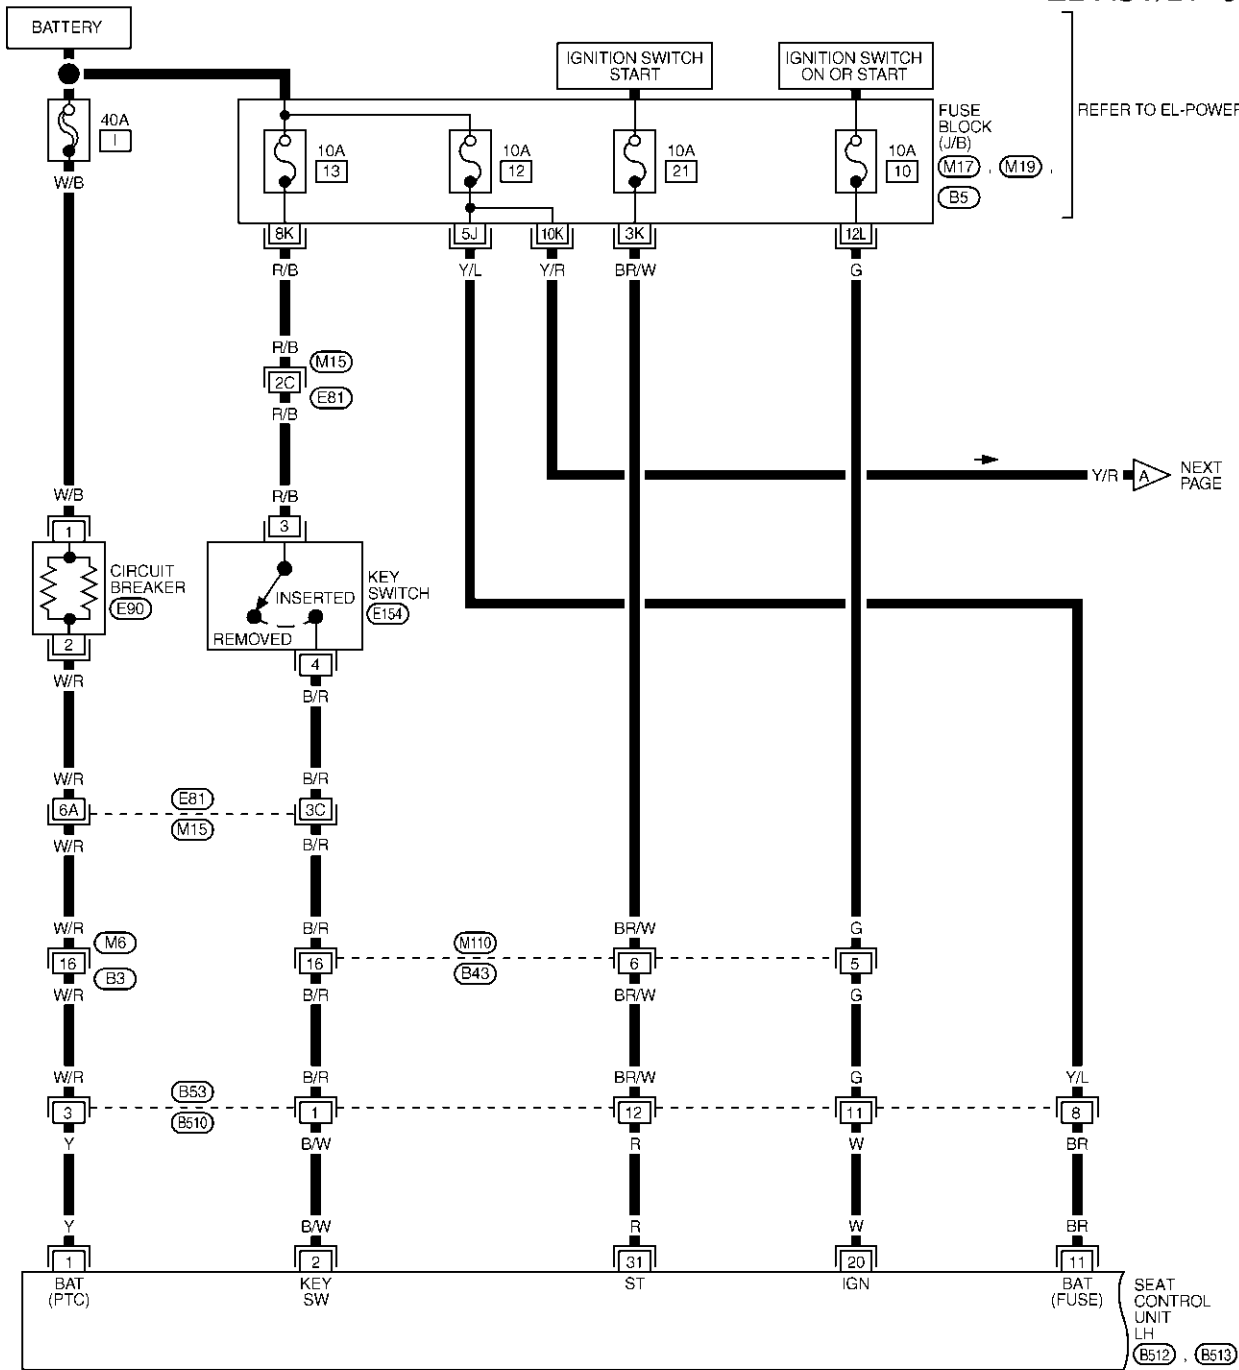 BATTERY
IGNITION SWITCH
START
IGNITION SWITCH
ON OR START
REFER TO EL-POWER
FUSE
BLOCK
(J/B)
M17 , M19 ,
B5
40A
I
10A
13
10A
12
10A
21
10A
10
W/B
8K
5J
10K
3K
12L
R/B
Y/L
Y/R
BR/W
G
R/B
M15
2C
E81
R/B
Y/R
A
NEXT
PAGE
W/B
R/B
1
3
CIRCUIT
BREAKER
E90
KEY
SWITCH
E154
INSERTED
REMOVED
2
4
W/R
B/R
W/R
B/R
6A
E81
M15
3C
W/R
B/R
W/R
B/R
BR/W
G
M6
B3
M110
B43
16
16
6
5
W/R
B/R
BR/W
G
W/R
B/R
BR/W
G
Y/L
B53
B510
3
1
12
11
8
Y
B/W
R
W
BR
Y
B/W
R
W
BR
1
2
31
20
11
BAT
(PTC)
KEY
SW
ST
IGN
BAT
(FUSE)
SEAT
CONTROL
UNIT
LH
B512 , B513